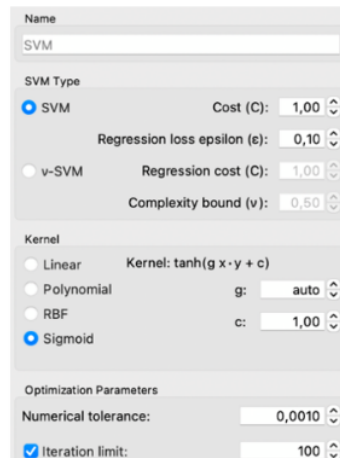 Name
SVM
SVM Type
SVM Cost (C): 1,00
Regression loss epsilon (ε): 0,10
ν-SVM Regression cost (C): 1,00
Complexity bound (ν): 0,50
Kernel
Linear Kernel: tanh(g x·y + c)
Polynomial g: auto
RBF c: 1,00
Sigmoid
Optimization Parameters
Numerical tolerance: 0,0010
Iteration limit: 100